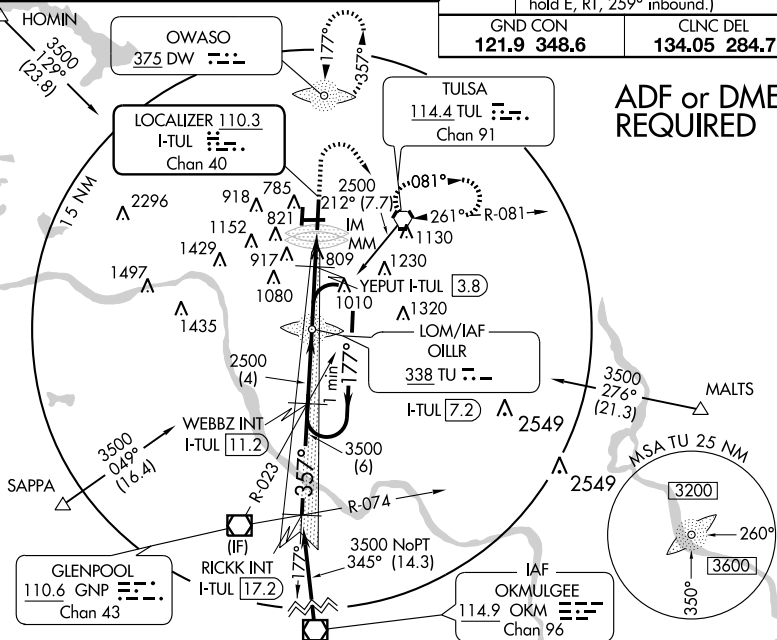 hold E, RT, 259° inbound.)
GND CON
121.9 348.6
CLNC DEL
134.05 284.7
ADF or DME
REQUIRED
HOMIN
3500
129°
(23.8)
OWASO
375 DW
177°
357°
TULSA
114.4 TUL
Chan 91
LOCALIZER 110.3
I-TUL
Chan 40
15 NM
2296
918
785
212°
2500
(7.7)
081°
261°
R-081
1152
821
IM
MM
1130
1429
917
809
1230
1497
1080
1010
YEPUT I-TUL 3.8
1435
1320
LOM/IAF
OILLR
338 TU
I-TUL 7.2
2500
(4)
1 min
177°
3500
276°
(21.3)
MALTS
2549
WEBBZ INT
I-TUL 11.2
3500
(6)
3500
049°
(16.4)
SAPPA
R-023
357°
R-074
2549
MSA TU 25 NM
3200
260°
3600
350°
(IF)
RICKK INT
I-TUL 17.2
177°
3500 NoPT
345° (14.3)
GLENPOOL
110.6 GNP
Chan 43
IAF
OKMULGEE
114.9 OKM
Chan 96